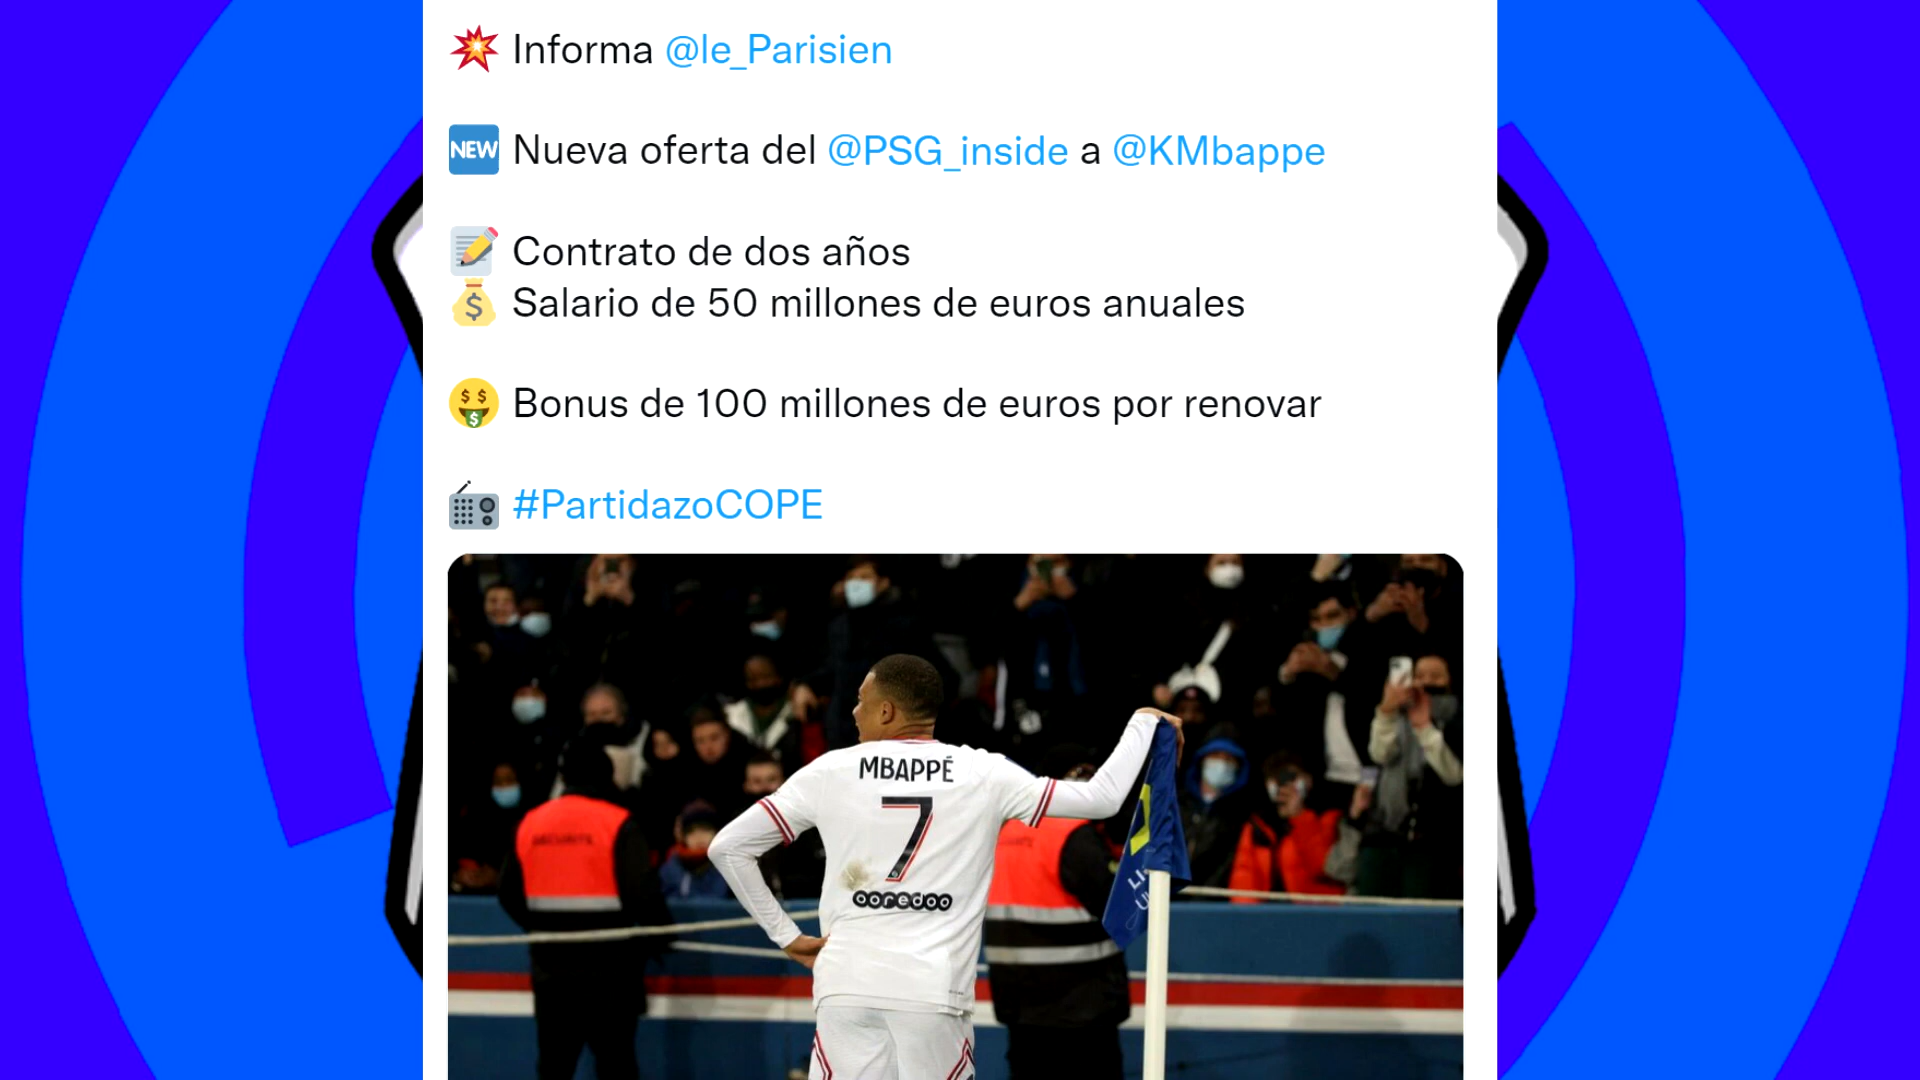 💥 Informa @le_Parisien
🆕 Nueva oferta del @PSG_inside a @KMbappe
📝 Contrato de dos años
💰 Salario de 50 millones de euros anuales
🤑 Bonus de 100 millones de euros por renovar
📻 #PartidazoCOPE
MBAPPÉ
7
ooredoo